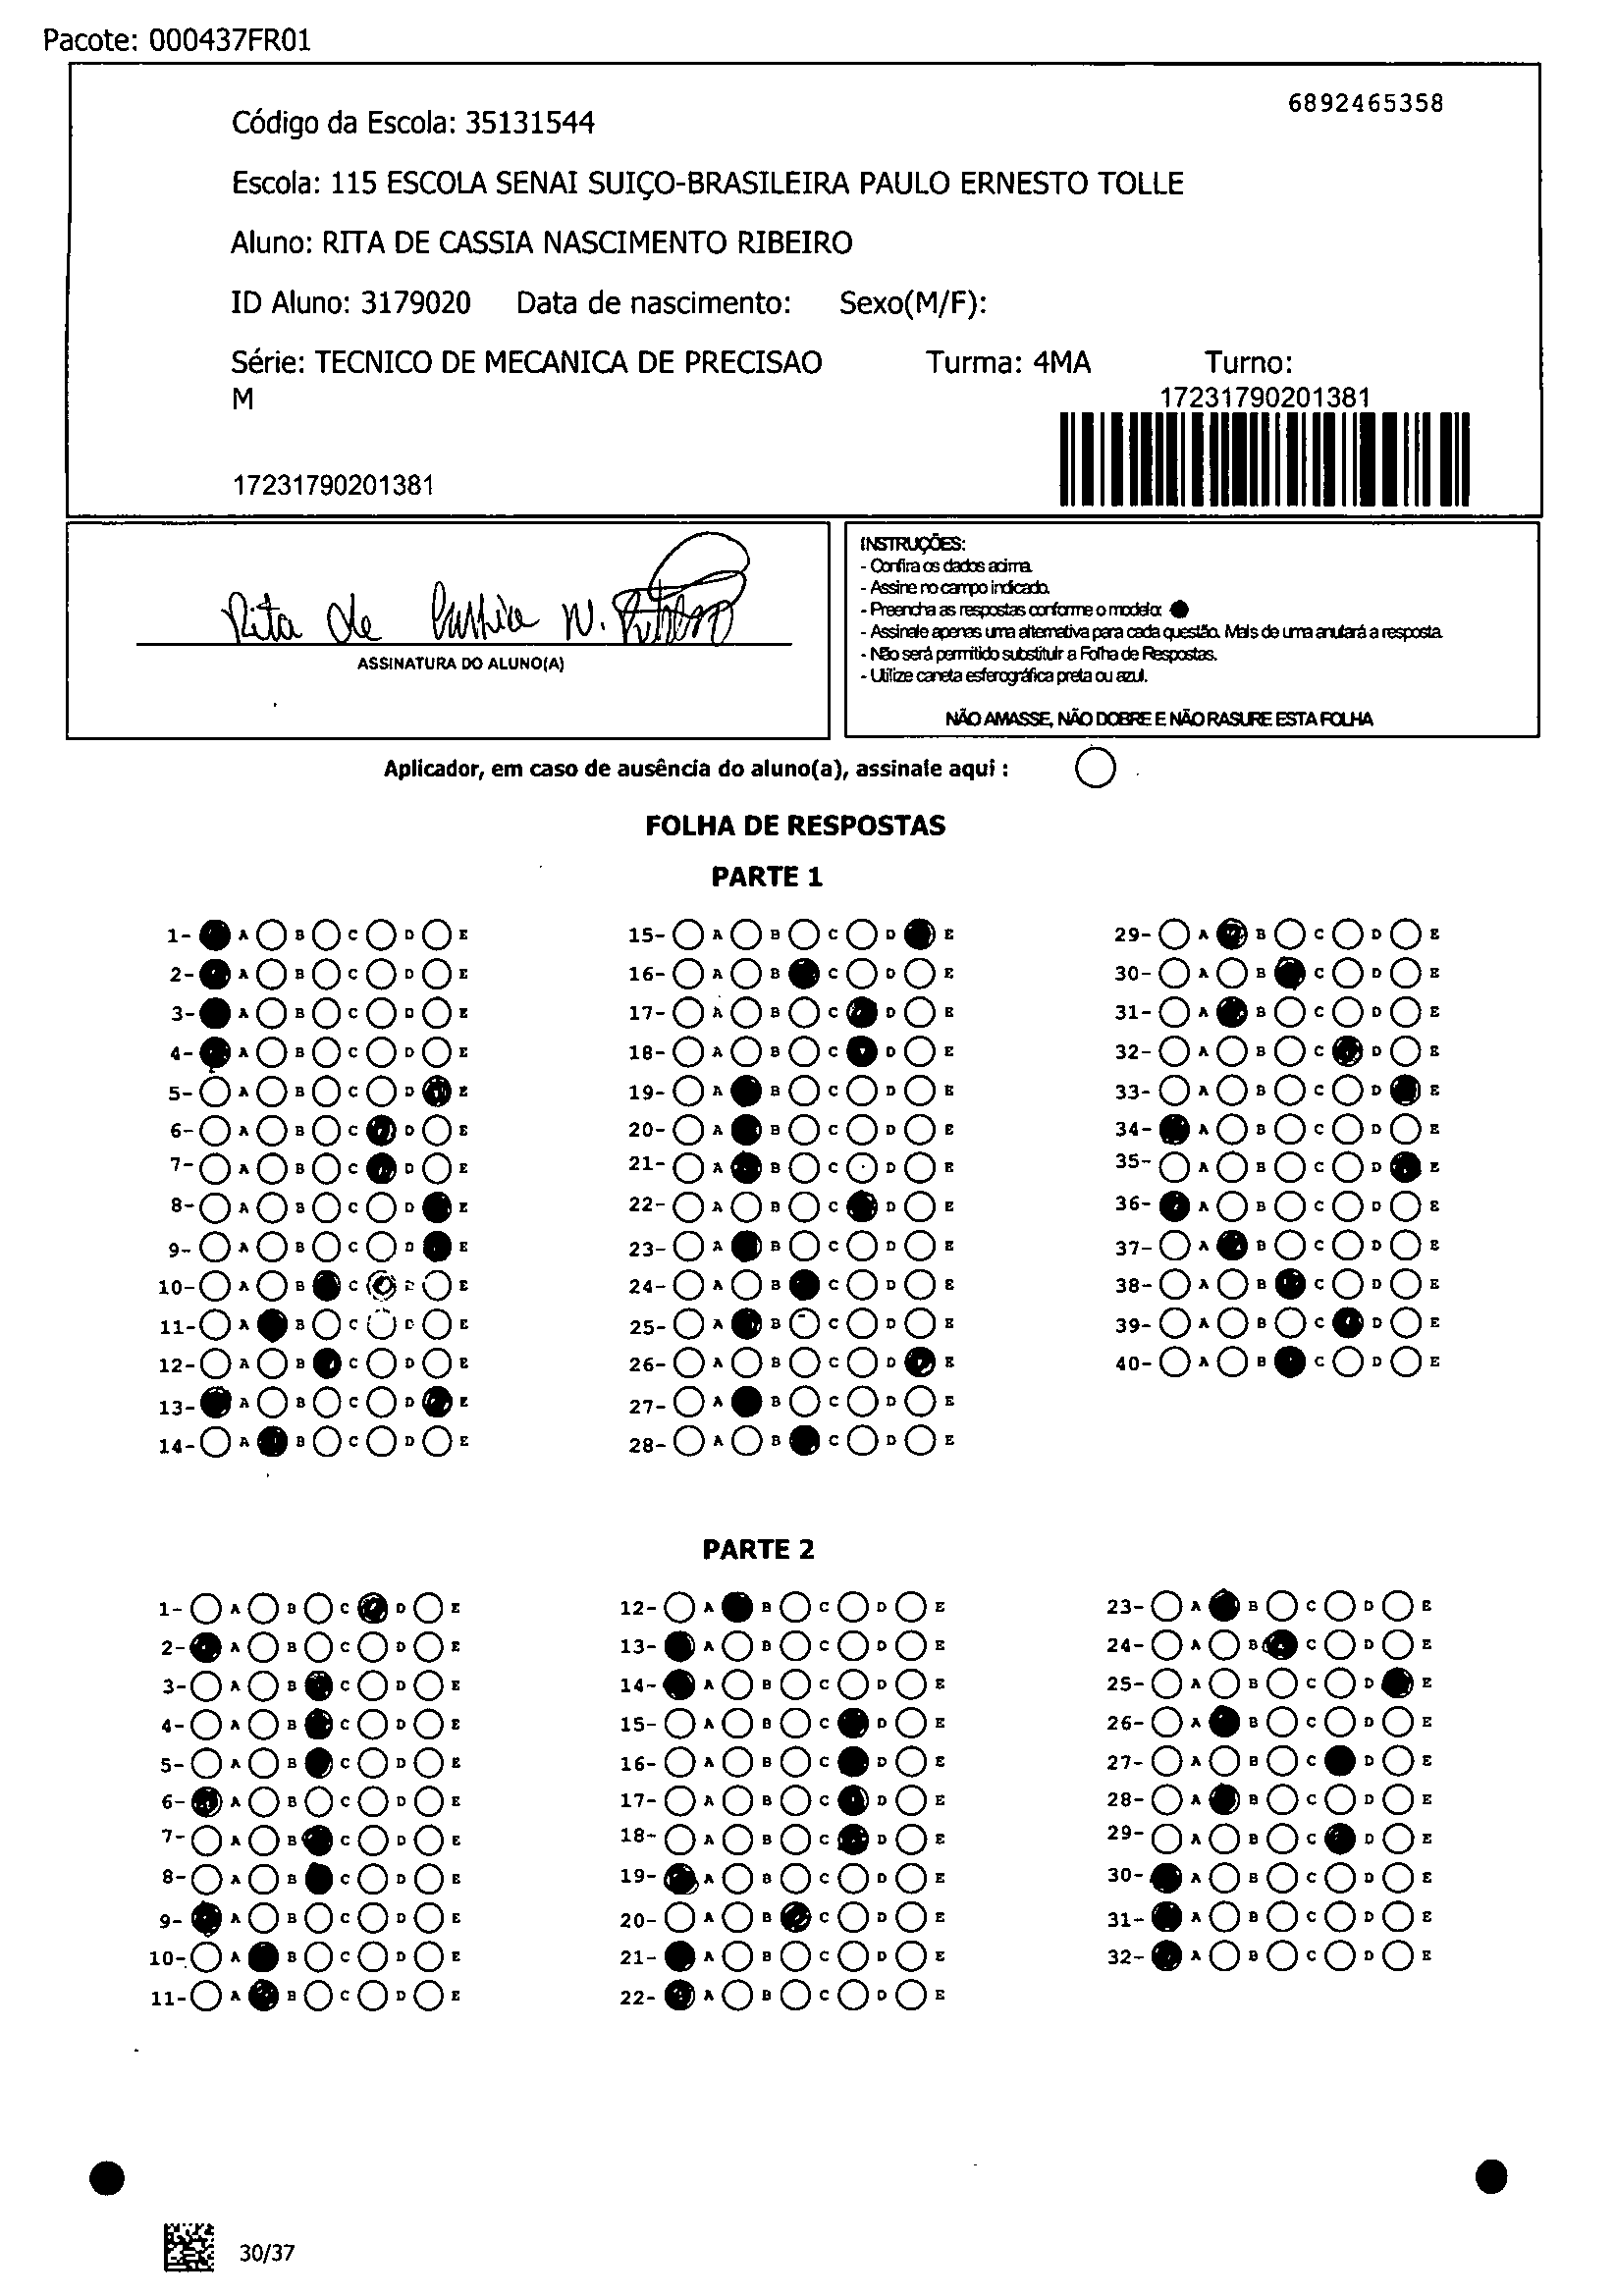 Pacote: 000437FR01
6892465358
Código da Escola: 35131544
Escola: 115 ESCOLA SENAI SUIÇO-BRASILEIRA PAULO ERNESTO TOLLE
Aluno: RITA DE CASSIA NASCIMENTO RIBEIRO
ID Aluno: 3179020 Data de nascimento: Sexo(M/F):
Série: TECNICO DE MECANICA DE PRECISAO Turma: 4MA Turno:
M
17231790201381
17231790201381
Rita de Cassia N. Ribeiro
ASSINATURA DO ALUNO(A)
INSTRUÇÕES:
- Confira os dados acima.
- Assine no campo indicado.
- Preencha as respostas conforme o modelo:
- Assinale apenas uma alternativa para cada questão. Mais de uma anulará a resposta.
- Não será permitido substituir a Folha de Respostas.
- Utilize caneta esferográfica preta ou azul.
NÃO AMASSE, NÃO DOBRE E NÃO RASURE ESTA FOLHA
Aplicador, em caso de ausência do aluno(a), assinale aqui :
FOLHA DE RESPOSTAS
PARTE 1
1- A B C D E 15- A B C D E 29- A B C D E
2- A B C D E 16- A B C D E 30- A B C D E
3- A B C D E 17- A B C D E 31- A B C D E
4- A B C D E 18- A B C D E 32- A B C D E
5- A B C D E 19- A B C D E 33- A B C D E
6- A B C D E 20- A B C D E 34- A B C D E
7- A B C D E 21- A B C D E 35- A B C D E
8- A B C D E 22- A B C D E 36- A B C D E
9- A B C D E 23- A B C D E 37- A B C D E
10- A B C D E 24- A B C D E 38- A B C D E
11- A B C D E 25- A B C D E 39- A B C D E
12- A B C D E 26- A B C D E 40- A B C D E
13- A B C D E 27- A B C D E
14- A B C D E 28- A B C D E
PARTE 2
1- A B C D E 12- A B C D E 23- A B C D E
2- A B C D E 13- A B C D E 24- A B C D E
3- A B C D E 14- A B C D E 25- A B C D E
4- A B C D E 15- A B C D E 26- A B C D E
5- A B C D E 16- A B C D E 27- A B C D E
6- A B C D E 17- A B C D E 28- A B C D E
7- A B C D E 18- A B C D E 29- A B C D E
8- A B C D E 19- A B C D E 30- A B C D E
9- A B C D E 20- A B C D E 31- A B C D E
10- A B C D E 21- A B C D E 32- A B C D E
11- A B C D E 22- A B C D E
30/37